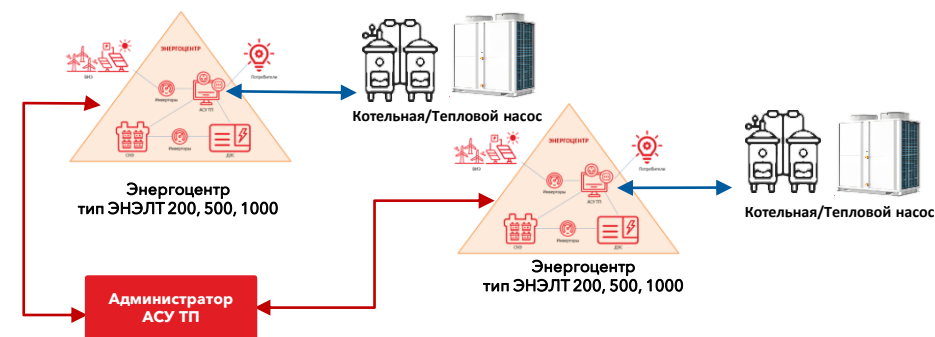 ЭНЕРГОЦЕНТР
ВИЭ
Потребители
Инверторы
АСУ ТП
СНЭ
Инверторы
ДЭС
Котельная/Тепловой насос
Энергоцентр
тип ЭНЭЛТ 200, 500, 1000
ЭНЕРГОЦЕНТР
ВИЭ
Потребители
Инверторы
АСУ ТП
СНЭ
Инверторы
ДЭС
Котельная/Тепловой насос
Энергоцентр
тип ЭНЭЛТ 200, 500, 1000
Администратор
АСУ ТП